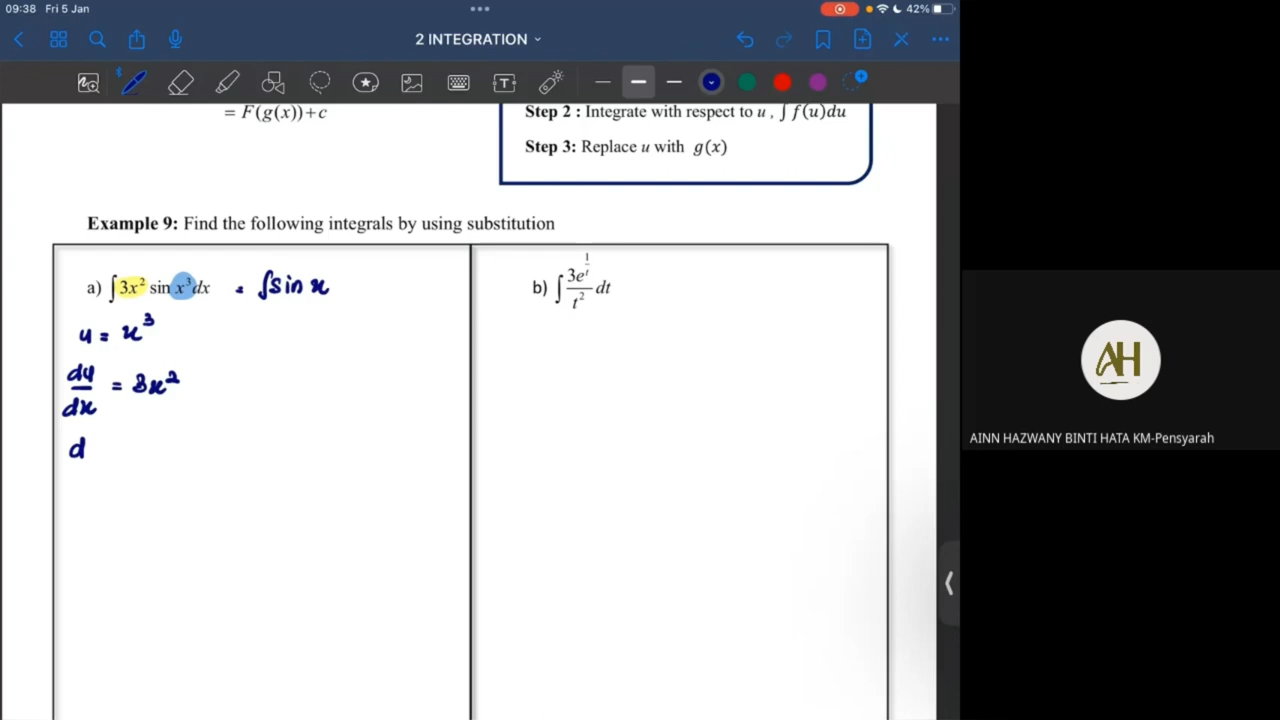 09:38 Fri 5 Jan
42%
2 INTEGRATION
= F(g(x))+c
Step 2 : Integrate with respect to u , ∫ f(u)du
Step 3: Replace u with g(x)
Example 9: Find the following integrals by using substitution
a) ∫ 3x² sin x³ dx = ∫ sin x
u = x³
du/dx = 3x²
d
b) ∫ 3e^(1/t)/t² dt
AH
AINN HAZWANY BINTI HATA KM-Pensyarah